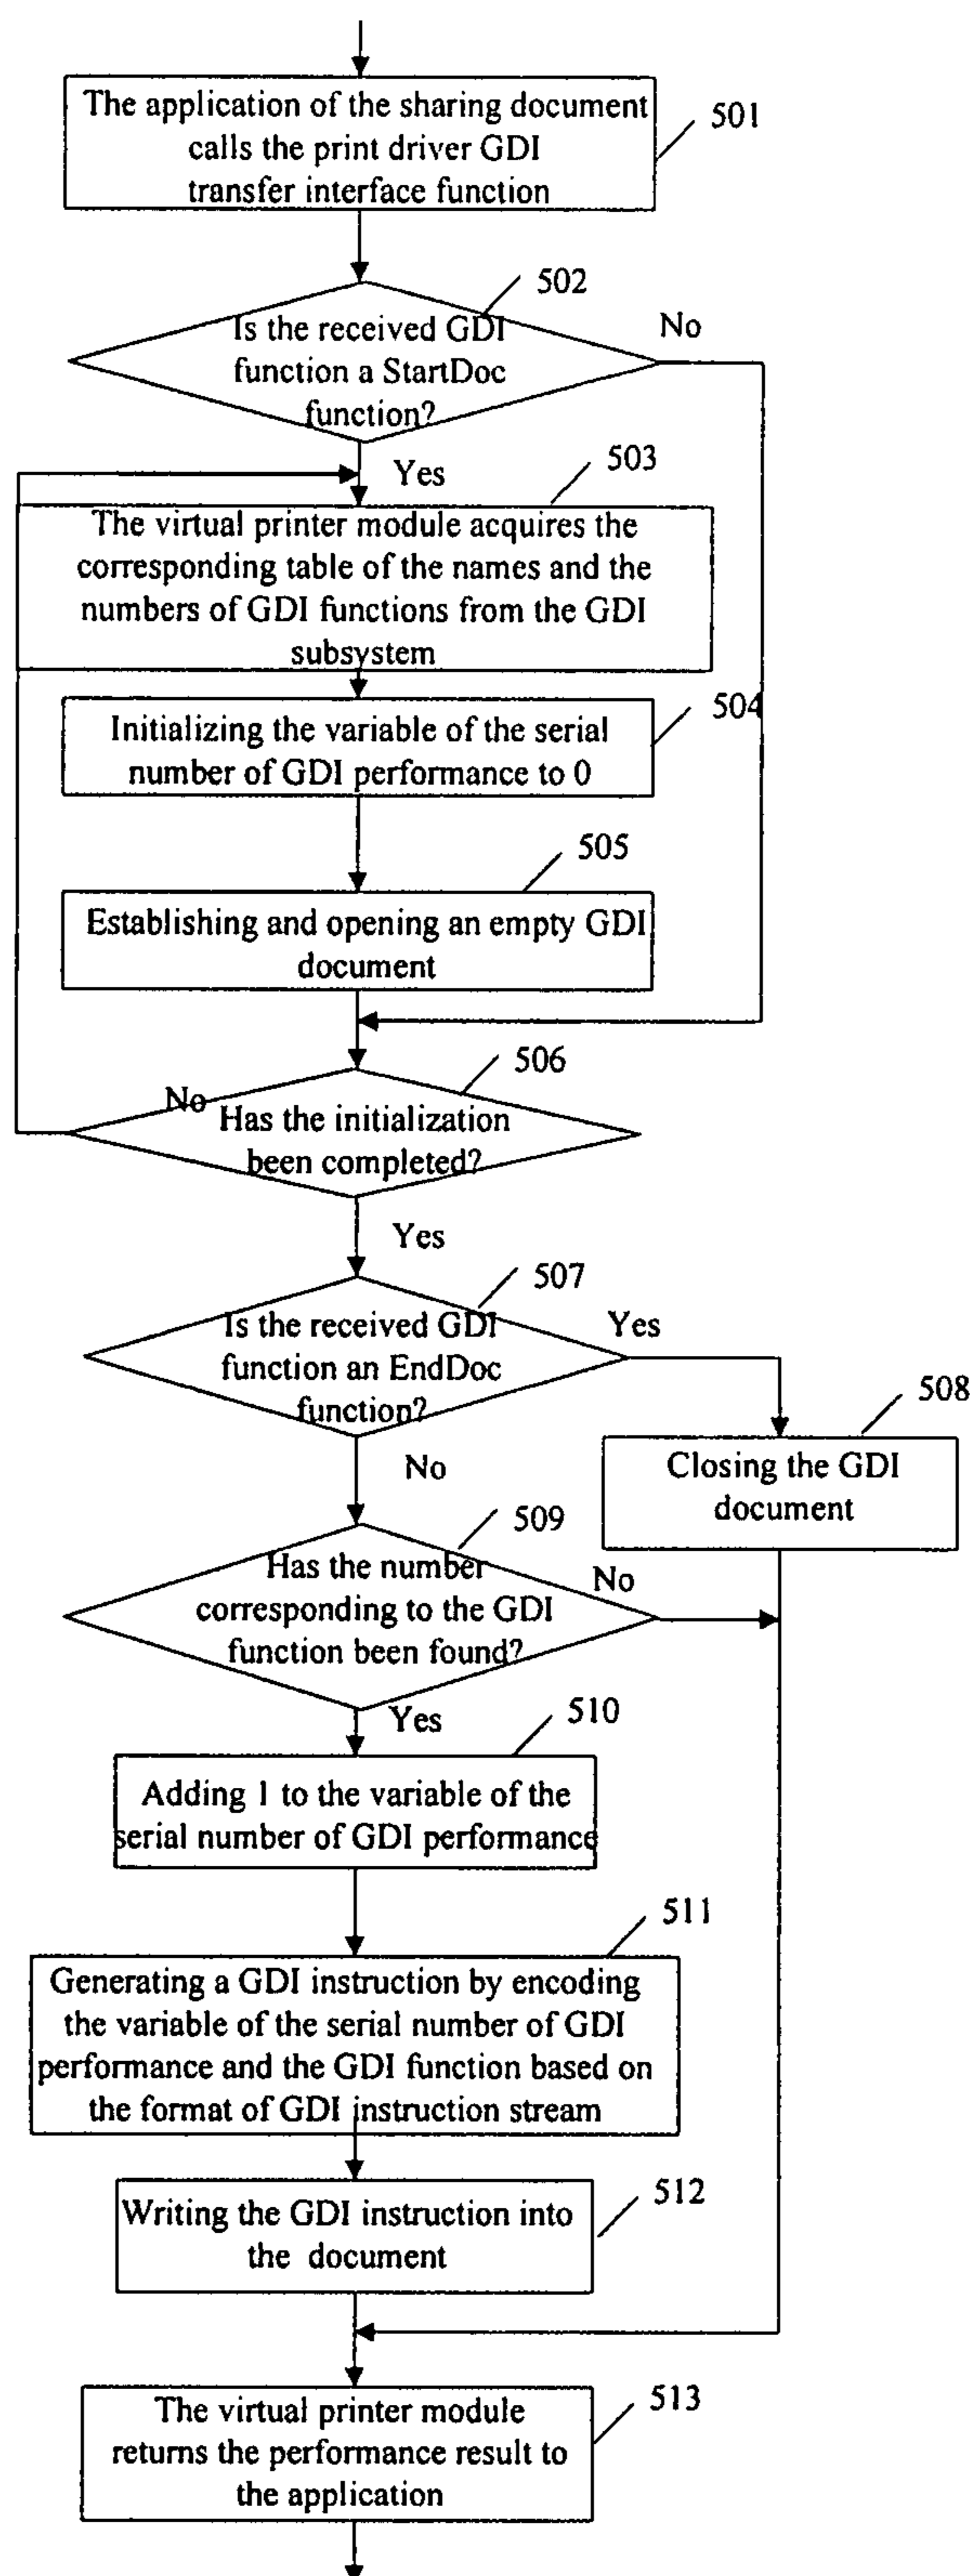 The application of the sharing document
calls the print driver GDI
transfer interface function
501
502
Is the received GDI
function a StartDoc
function?
No
Yes
503
The virtual printer module acquires the
corresponding table of the names and the
numbers of GDI functions from the GDI
subsystem
504
Initializing the variable of the serial
number of GDI performance to 0
505
Establishing and opening an empty GDI
document
506
No
Has the initialization
been completed?
Yes
507
Is the received GDI
function an EndDoc
function?
Yes
508
Closing the GDI
document
No
509
Has the number
corresponding to the GDI
function been found?
No
Yes
510
Adding 1 to the variable of the
serial number of GDI performance
511
Generating a GDI instruction by encoding
the variable of the serial number of GDI
performance and the GDI function based on
the format of GDI instruction stream
512
Writing the GDI instruction into
the document
513
The virtual printer module
returns the performance result to
the application